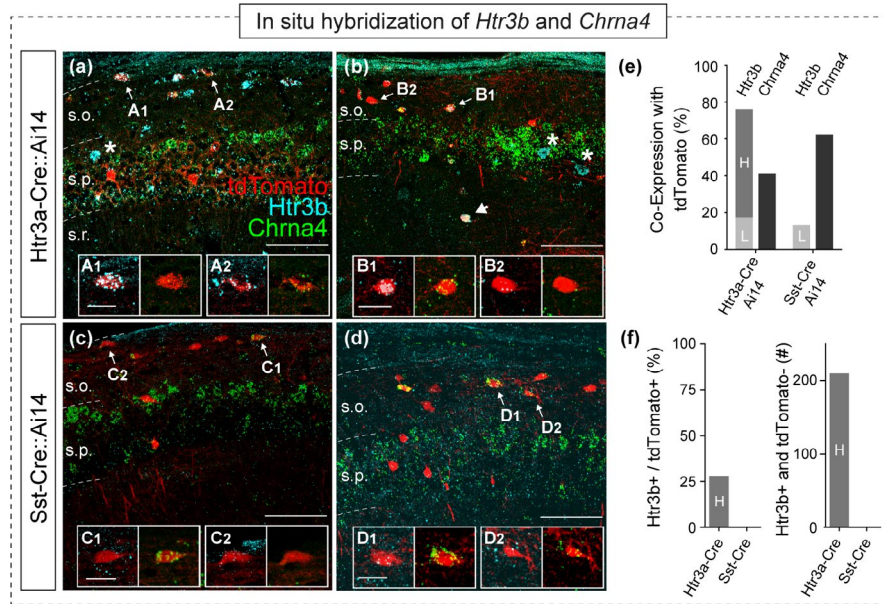 In situ hybridization of Htr3b and Chrna4
Htr3a-Cre::Ai14
(a)
A1
A2
s.o.
*
s.p.
tdTomato
Htr3b
Chrna4
s.r.
A1
A2
(b)
B2
B1
s.o.
s.p.
*
*
B1
B2
Sst-Cre::Ai14
(c)
C2
C1
s.o.
s.p.
C1
C2
(d)
s.o.
D1
D2
s.p.
D1
D2
(e)
Htr3b
Chrna4
Htr3b
Chrna4
Co-Expression with
tdTomato (%)
80
60
40
20
0
H
L
L
Htr3a-Cre
Ai14
Sst-Cre
Ai14
(f)
Htr3b+ / tdTomato+ (%)
100
75
50
25
0
H
Htr3a-Cre
Sst-Cre
Htr3b+ and tdTomato- (#)
200
100
0
H
Htr3a-Cre
Sst-Cre